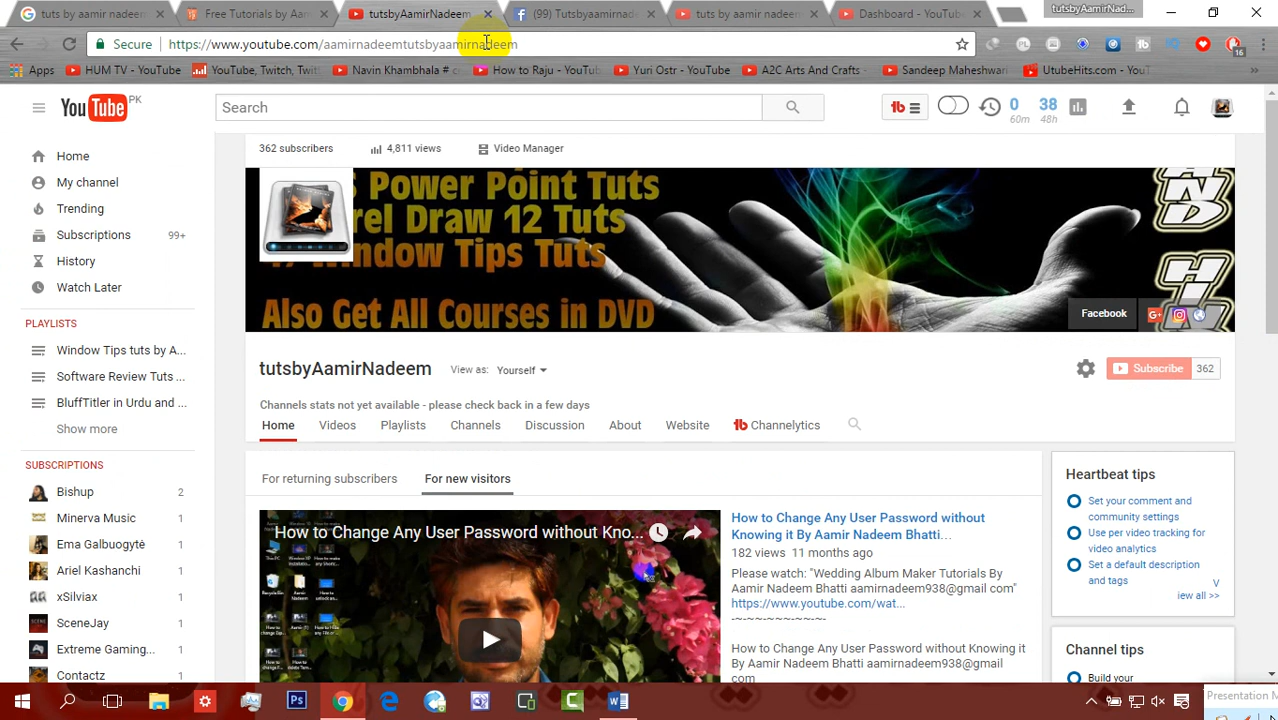 tuts by aamir nadeem
Free Tutorials by Aamir
tutsbyAamirNadeem
(99) Tutsbyaamirnade
tuts by aamir nadeem
Dashboard - YouTube
tutsbyAamirNad...
Secure https://www.youtube.com/aamirnadeemtutsbyaamirnadeem
Apps HUM TV - YouTube YouTube, Twitch, Twit Navin Khambhala # c How to Raju - YouTub Yuri Ostr - YouTube A2C Arts And Crafts - Sandeep Maheshwari UtubeHits.com - YouT
YouTube PK Search 0 60m 38 48h
362 subscribers 4,811 views Video Manager
Home
My channel
Trending
Subscriptions 99+
History
Watch Later
PLAYLISTS
Window Tips tuts by A...
Software Review Tuts ...
BluffTitler in Urdu and ...
Show more
SUBSCRIPTIONS
Bishup 2
Minerva Music 1
Ema Galbuogytė 1
Ariel Kashanchi 1
xSilviax 1
SceneJay 1
Extreme Gaming... 1
Contactz 1
Power Point Tuts
rel Draw 12 Tuts
Window Tips Tuts
Also Get All Courses in DVD
Facebook
tutsbyAamirNadeem View as: Yourself
Subscribe 362
Channels stats not yet available - please check back in a few days
Home Videos Playlists Channels Discussion About Website Channelytics
For returning subscribers For new visitors
How to Change Any User Password without Kno...
How to Change Any User Password without
Knowing it By Aamir Nadeem Bhatti...
182 views 11 months ago
Please watch: "Wedding Album Maker Tutorials By
Aamir Nadeem Bhatti aamirnadeem938@gmail com"
https://www.youtube.com/wat...
-~-~~-~~~-~~-~-
How to Change Any User Password without Knowing it
By Aamir Nadeem Bhatti aamirnadeem938@gmail
com
Heartbeat tips
Set your comment and
community settings
Use per video tracking for
video analytics
Set a default description
and tags
V
iew all >>
Channel tips
Build your
Presentation M